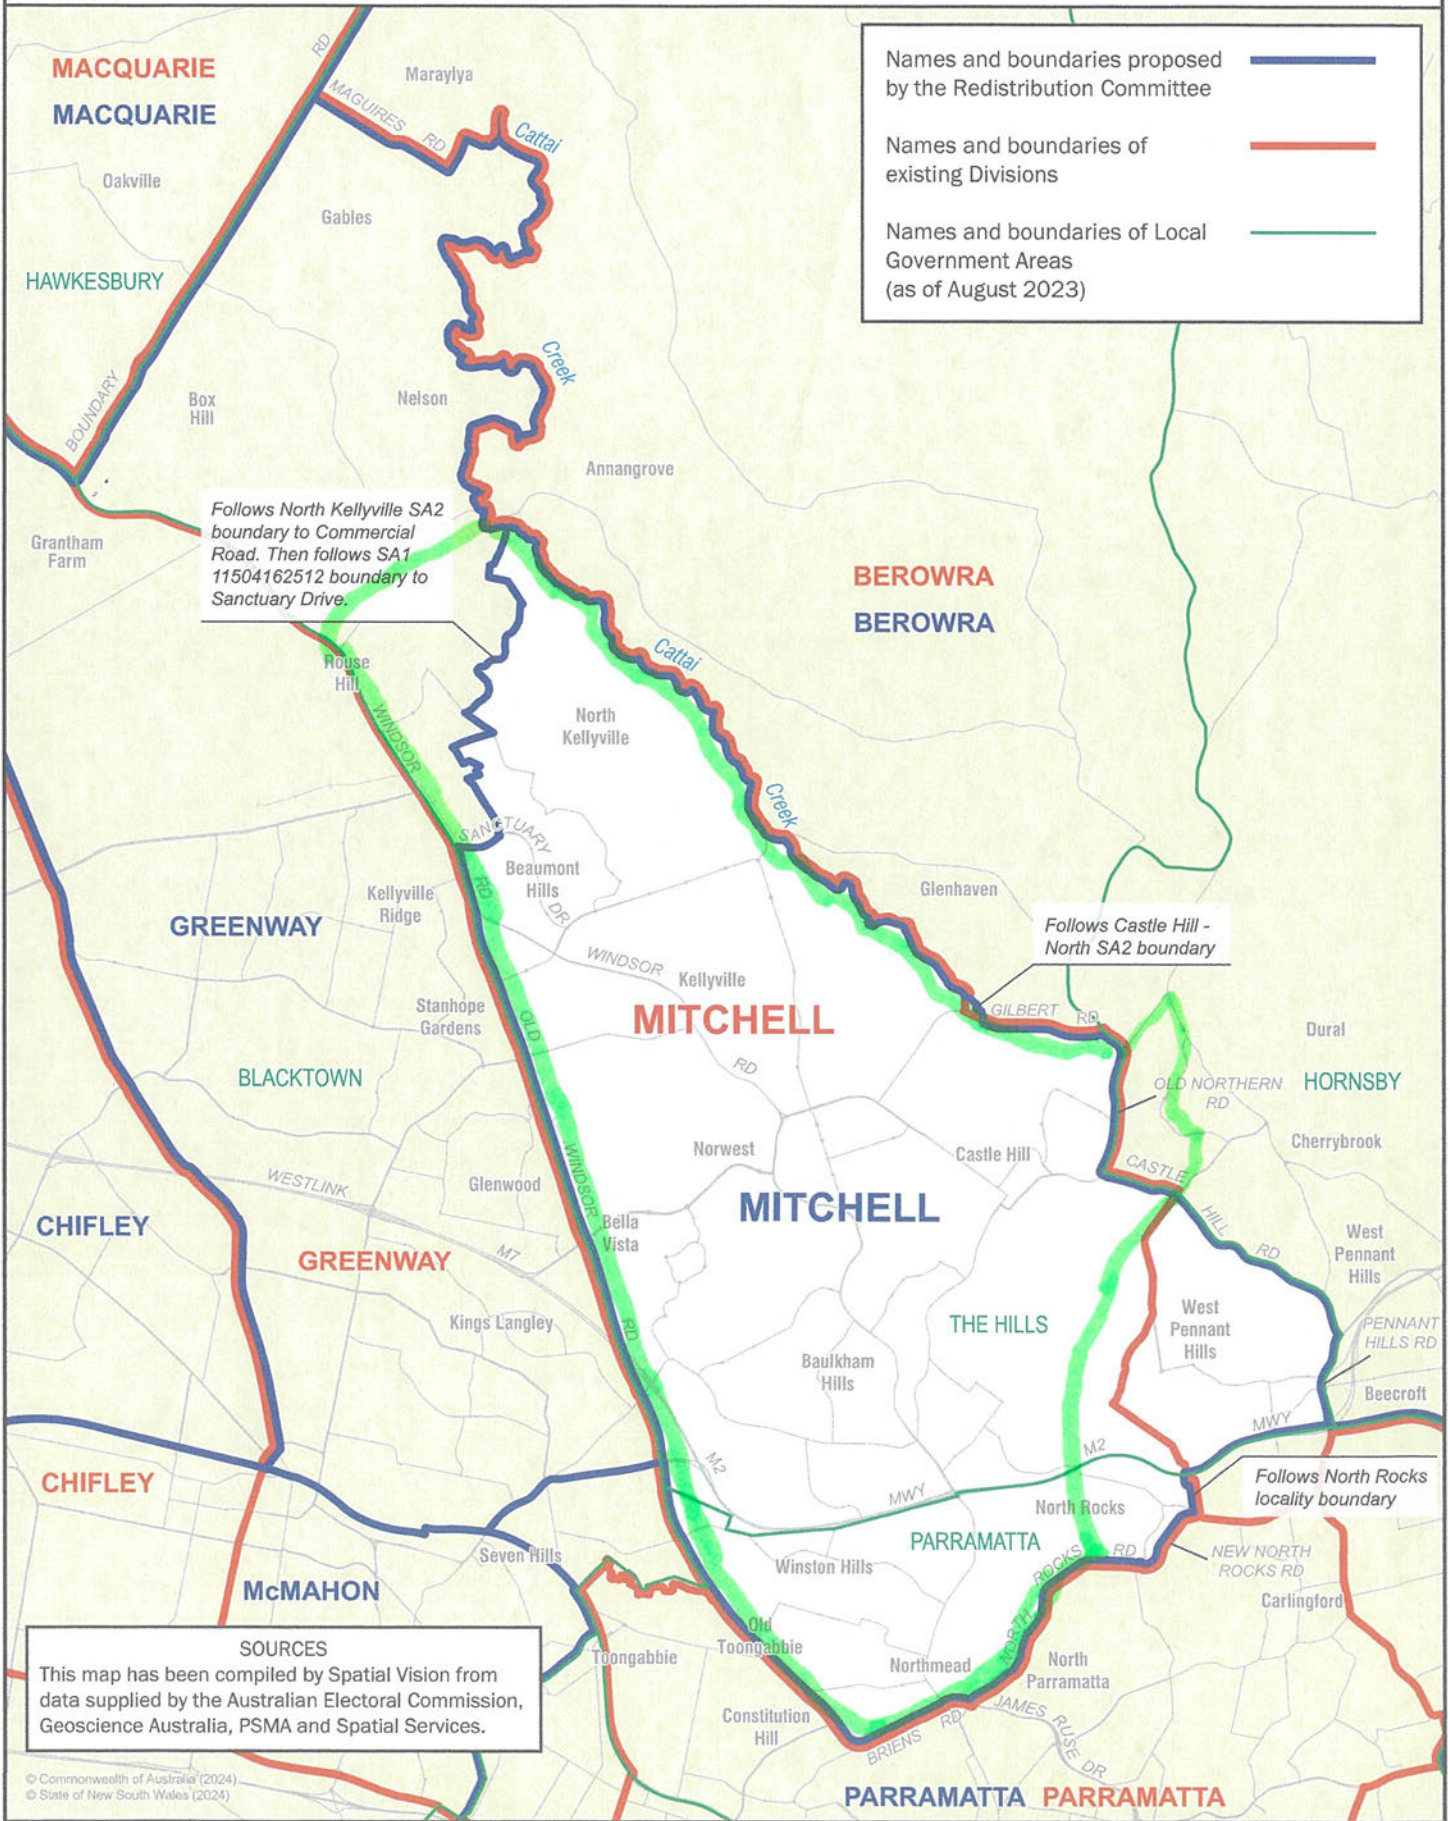 MACQUARIE
MACQUARIE
RD
Maraylya
MAGUIRES RD
Cattai
Oakville
Gables
HAWKESBURY
Creek
BOUNDARY
Box
Hill
Nelson
Annangrove
Names and boundaries proposed
by the Redistribution Committee
Names and boundaries of
existing Divisions
Names and boundaries of Local
Government Areas
(as of August 2023)
Grantham
Farm
Follows North Kellyville SA2
boundary to Commercial
Road. Then follows SA1
11504162512 boundary to
Sanctuary Drive.
BEROWRA
BEROWRA
Rouse
Hill
WINDSOR
RD
Cattai
Creek
North
Kellyville
SANCTUARY
DR
Beaumont
Hills
Kellyville
Ridge
Glenhaven
GREENWAY
Follows Castle Hill -
North SA2 boundary
WINDSOR
RD
Kellyville
MITCHELL
Stanhope
Gardens
OLD
WINDSOR
RD
GILBERT RD
Dural
BLACKTOWN
OLD NORTHERN
RD
HORNSBY
Cherrybrook
Norwest
Castle Hill
CASTLE
HILL
RD
WESTLINK
M7
Glenwood
MITCHELL
CHIFLEY
Bella
Vista
GREENWAY
West
Pennant
Hills
Kings Langley
THE HILLS
West
Pennant
Hills
PENNANT
HILLS RD
Baulkham
Hills
Beecroft
MWY
M2
M2
MWY
CHIFLEY
Follows North Rocks
locality boundary
North Rocks
PARRAMATTA
Seven Hills
Winston Hills
NORTH
ROCKS
RD
NEW NORTH
ROCKS RD
McMAHON
Carlingford
SOURCES
This map has been compiled by Spatial Vision from
data supplied by the Australian Electoral Commission,
Geoscience Australia, PSMA and Spatial Services.
Old
Toongabbie
Toongabbie
Northmead
North
Parramatta
Constitution
Hill
BRIENS RD
JAMES RUSE DR
© Commonwealth of Australia (2024)
© State of New South Wales (2024)
PARRAMATTA PARRAMATTA